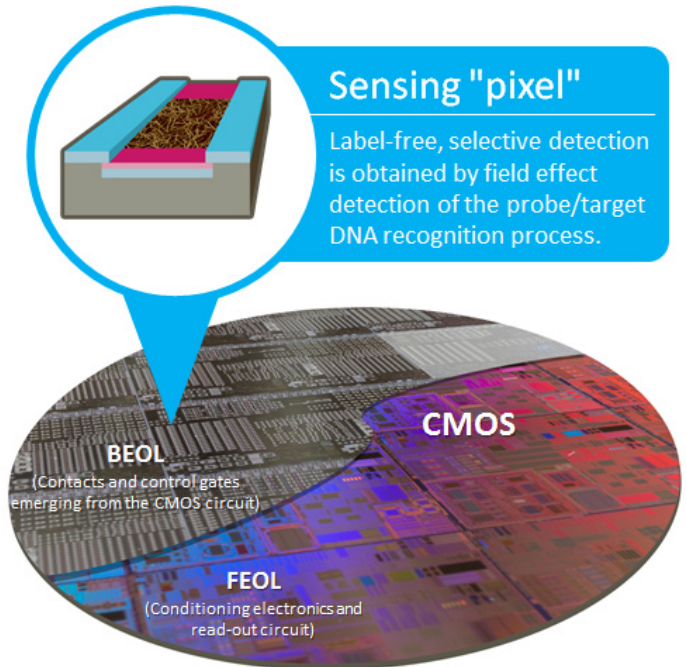 Sensing "pixel"
Label-free, selective detection
is obtained by field effect
detection of the probe/target
DNA recognition process.
CMOS
BEOL
(Contacts and control gates
emerging from the CMOS circuit)
FEOL
(Conditioning electronics and
read-out circuit)